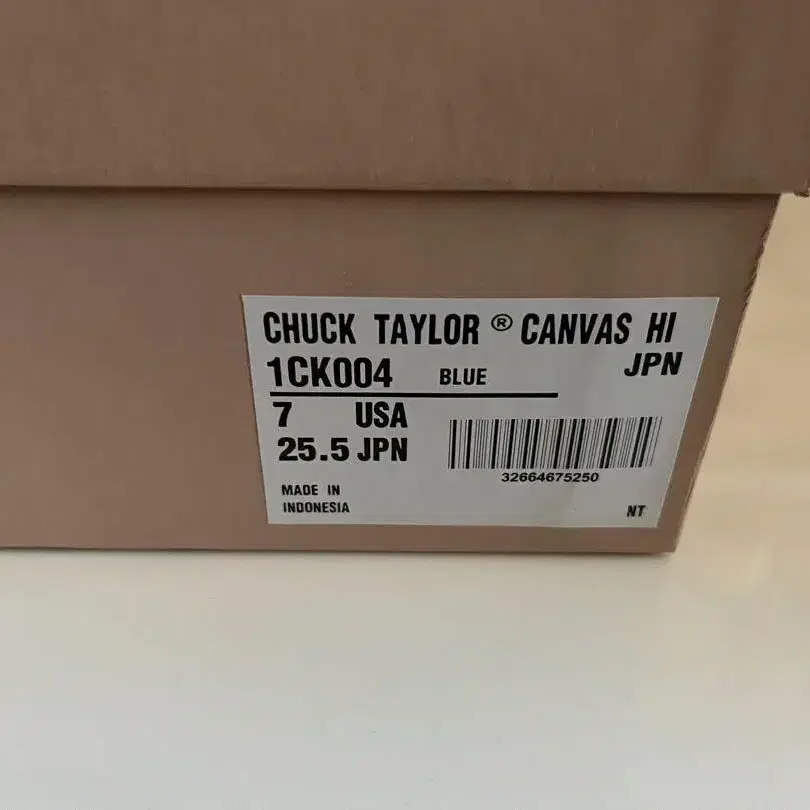 CHUCK TAYLOR ® CANVAS HI
JPN
1CK004 BLUE
7 USA
25.5 JPN
32664675250
MADE IN
INDONESIA
NT